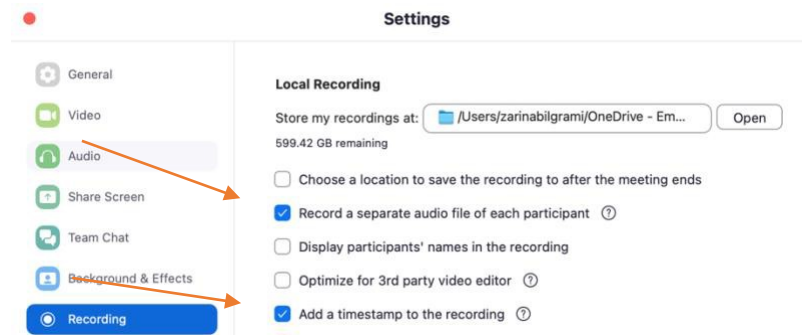 Settings
General
Video
Audio
Share Screen
Team Chat
Background & Effects
Recording
Local Recording
Store my recordings at: /Users/zarinabilgrami/OneDrive - Em... Open
599.42 GB remaining
Choose a location to save the recording to after the meeting ends
Record a separate audio file of each participant ?
Display participants' names in the recording
Optimize for 3rd party video editor ?
Add a timestamp to the recording ?